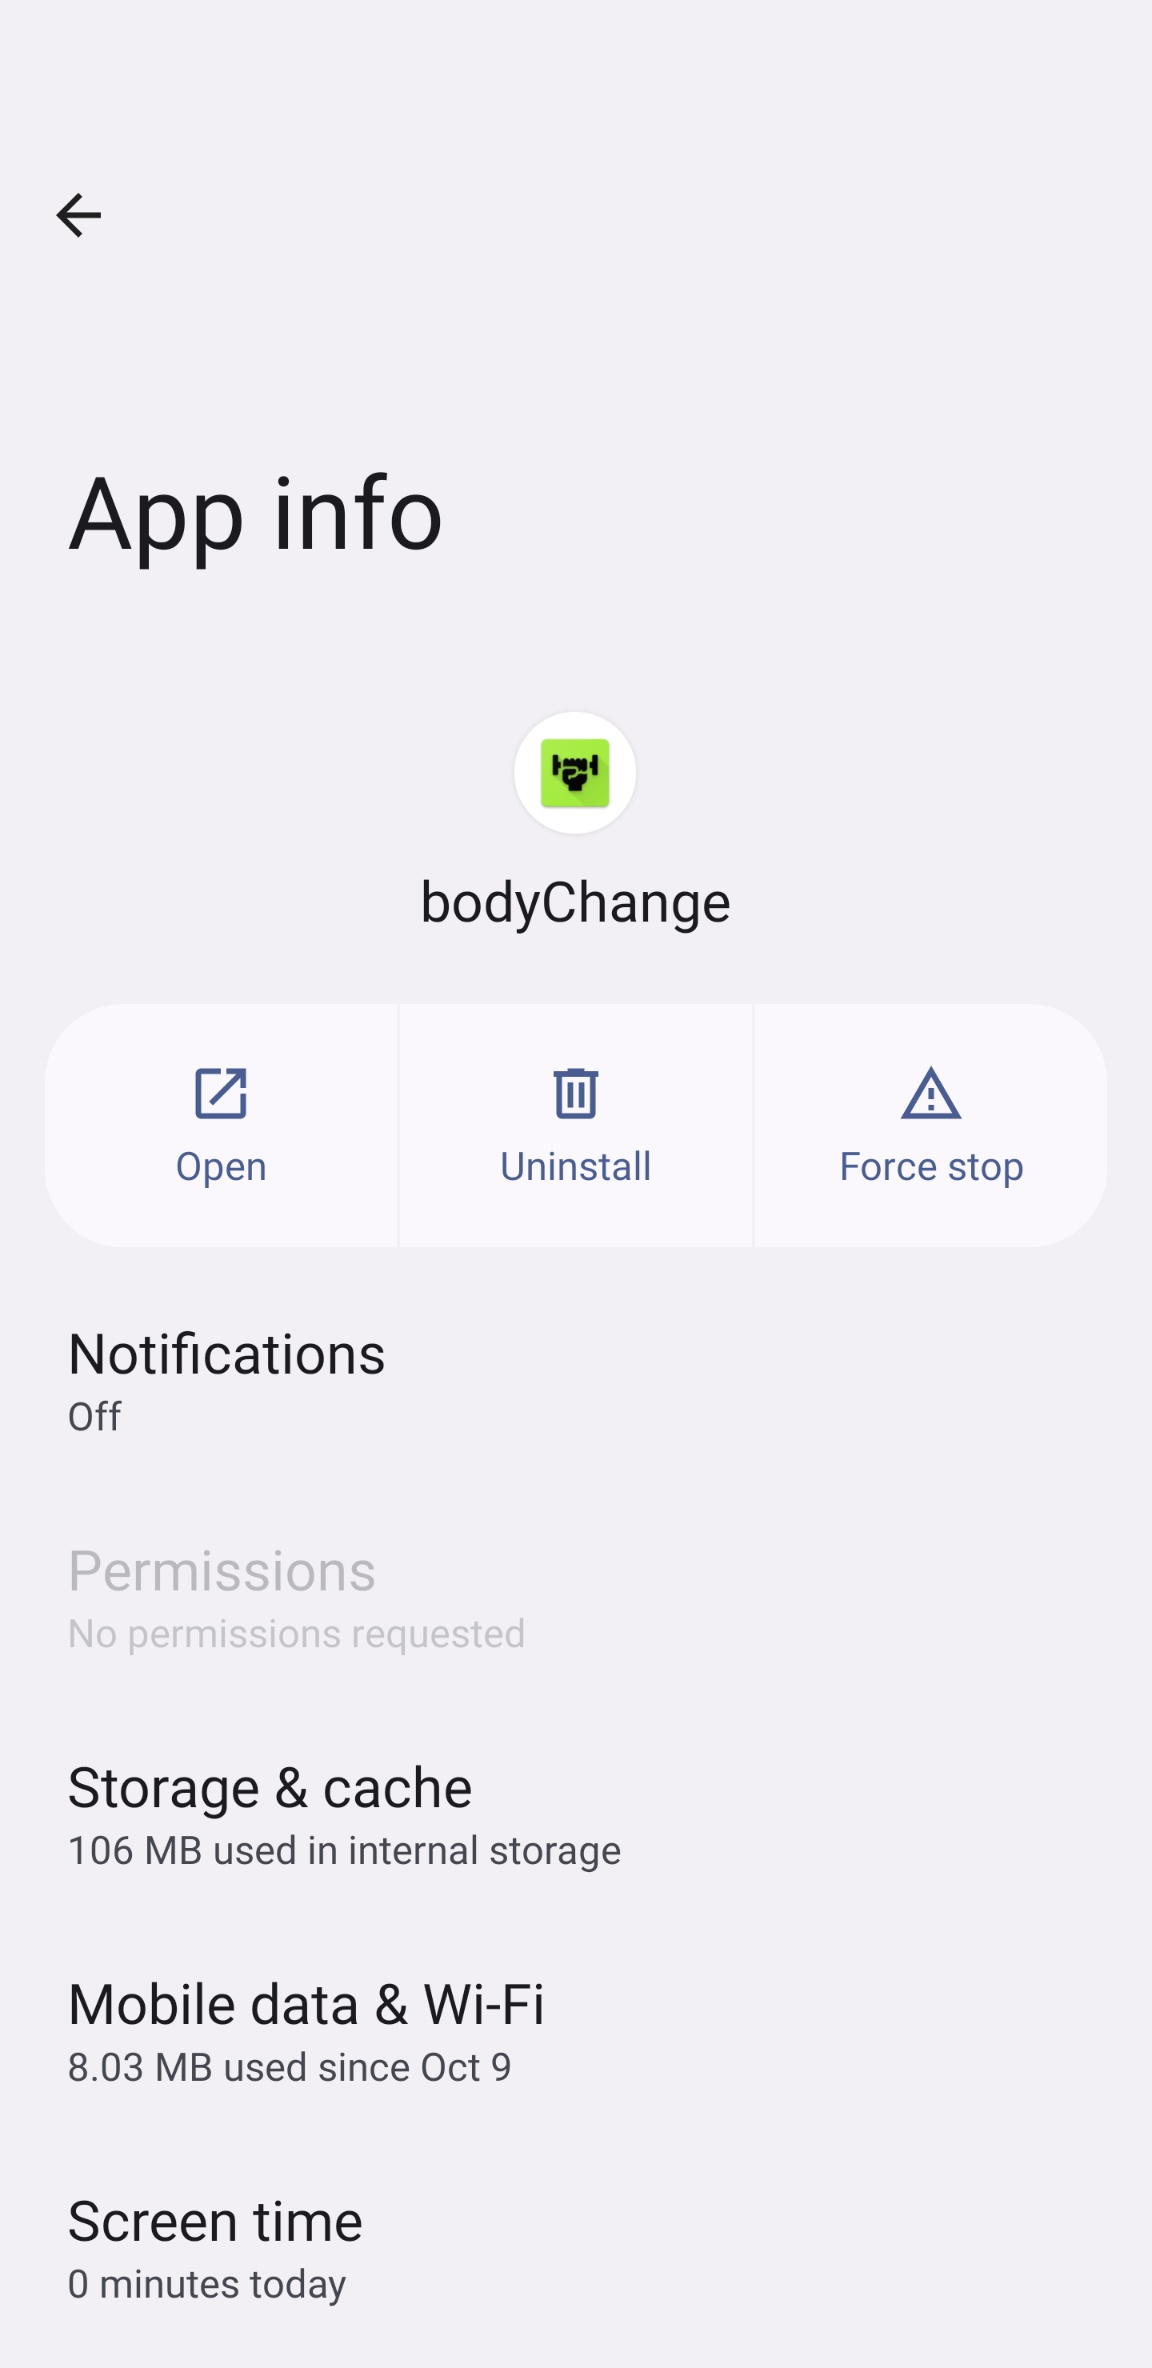 App info
bodyChange
Open
Uninstall
Force stop
Notifications
Off
Permissions
No permissions requested
Storage & cache
106 MB used in internal storage
Mobile data & Wi-Fi
8.03 MB used since Oct 9
Screen time
0 minutes today